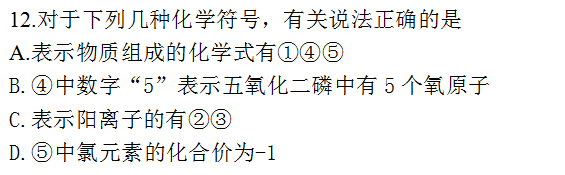 12.对于下列几种化学符号，有关说法正确的是
A.表示物质组成的化学式有①④⑤
B.④中数字“5”表示五氧化二磷中有 5 个氧原子
C.表示阳离子的有②③
D.⑤中氯元素的化合价为-1